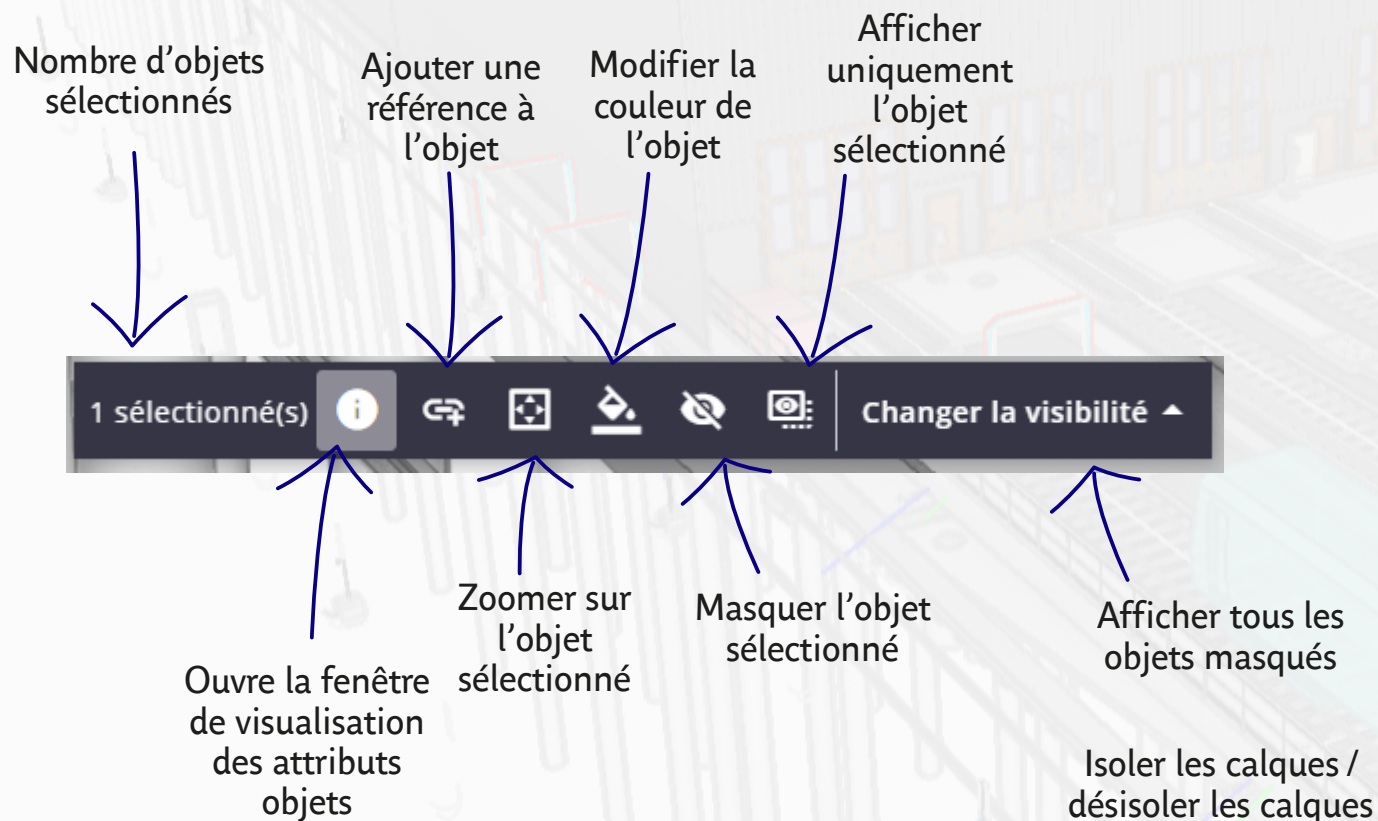 Nombre d’objets
sélectionnés
Ajouter une
référence à
l’objet
Modifier la
couleur de
l’objet
Afficher
uniquement
l’objet
sélectionné
1 sélectionné(s)
Changer la visibilité
Ouvre la fenêtre
de visualisation
des attributs
objets
Zoomer sur
l’objet
sélectionné
Masquer l’objet
sélectionné
Afficher tous les
objets masqués
Isoler les calques /
désisoler les calques